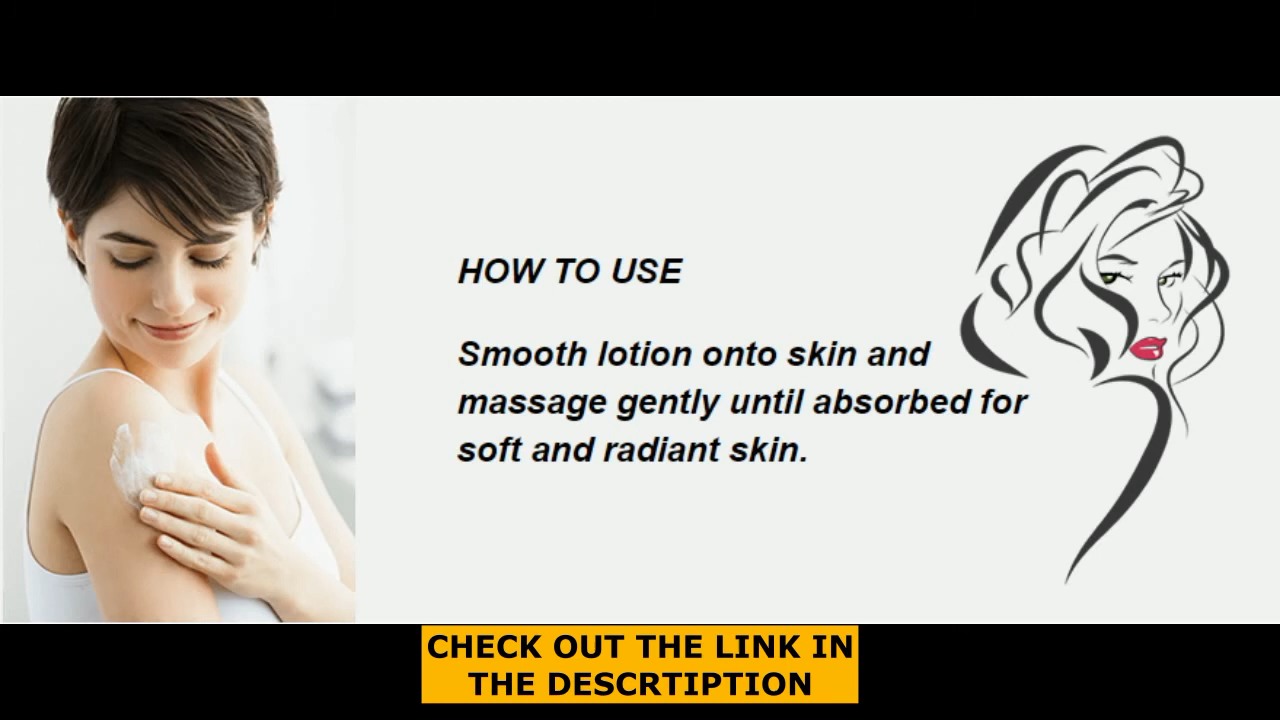 HOW TO USE
Smooth lotion onto skin and
massage gently until absorbed for
soft and radiant skin.
CHECK OUT THE LINK IN
THE DESCRTIPTION